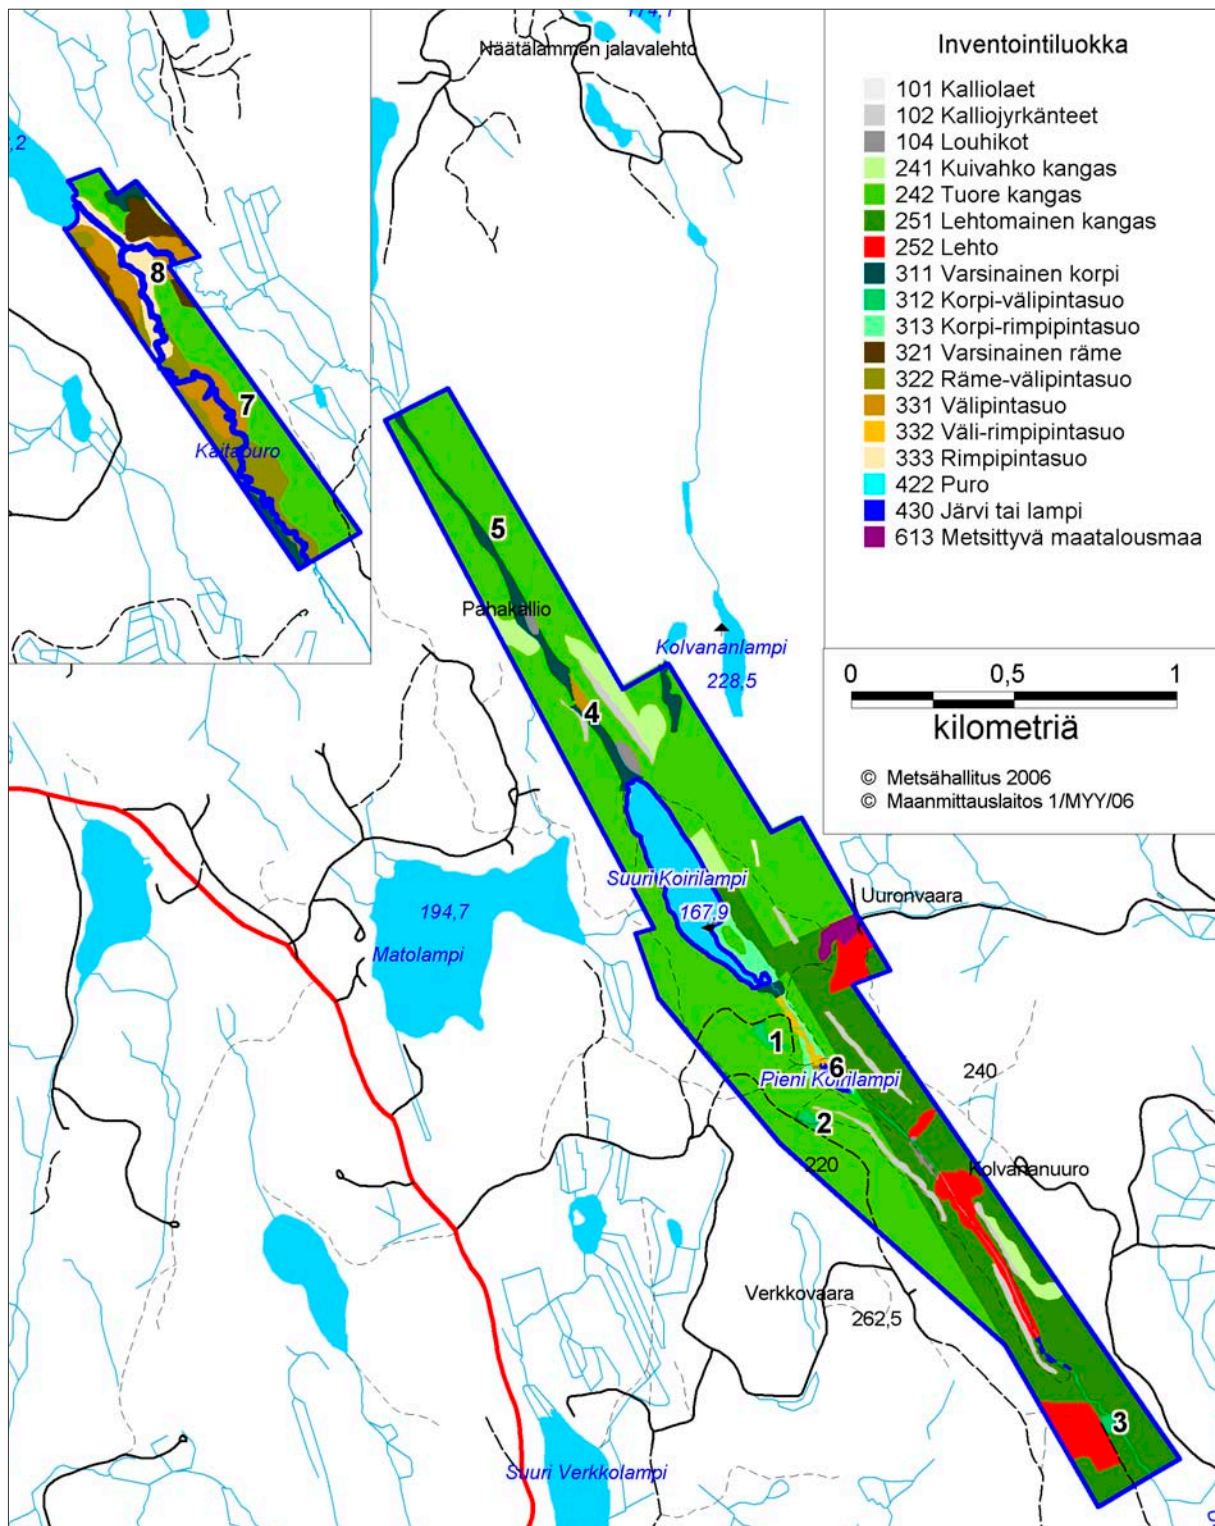 174,1
Näätälammen jalavalehto
,2
8
7
Kaitapuro
5
Pahakallio
Kolvananlampi
228,5
4
Suuri Koirilampi
167,9
194,7
Matolampi
Uuronvaara
1
6
Pieni Koirilampi
240
2
220
Kolvananuuro
Verkkovaara
262,5
3
Suuri Verkkolampi
Inventointiluokka
101 Kalliolaet
102 Kalliojyrkänteet
104 Louhikot
241 Kuivahko kangas
242 Tuore kangas
251 Lehtomainen kangas
252 Lehto
311 Varsinainen korpi
312 Korpi-välipintasuo
313 Korpi-rimpipintasuo
321 Varsinainen räme
322 Räme-välipintasuo
331 Välipintasuo
332 Väli-rimpipintasuo
333 Rimpipintasuo
422 Puro
430 Järvi tai lampi
613 Metsittyvä maatalousmaa
0 0,5 1
kilometriä
© Metsähallitus 2006
© Maanmittauslaitos 1/MYY/06